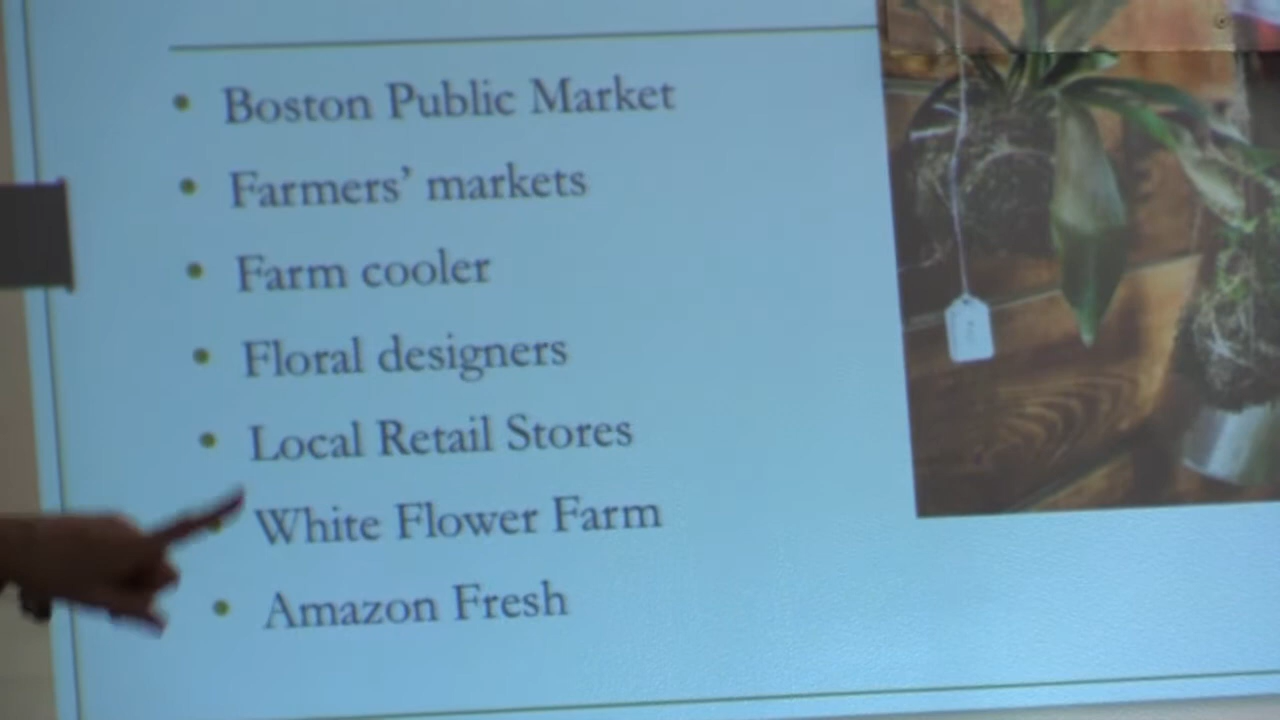 Boston Public Market
Farmers' markets
Farm cooler
Floral designers
Local Retail Stores
White Flower Farm
Amazon Fresh